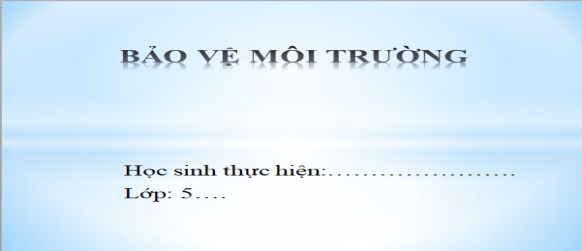 BẢO VỆ MÔI TRƯỜNG
Học sinh thực hiện:......................
Lớp: 5....